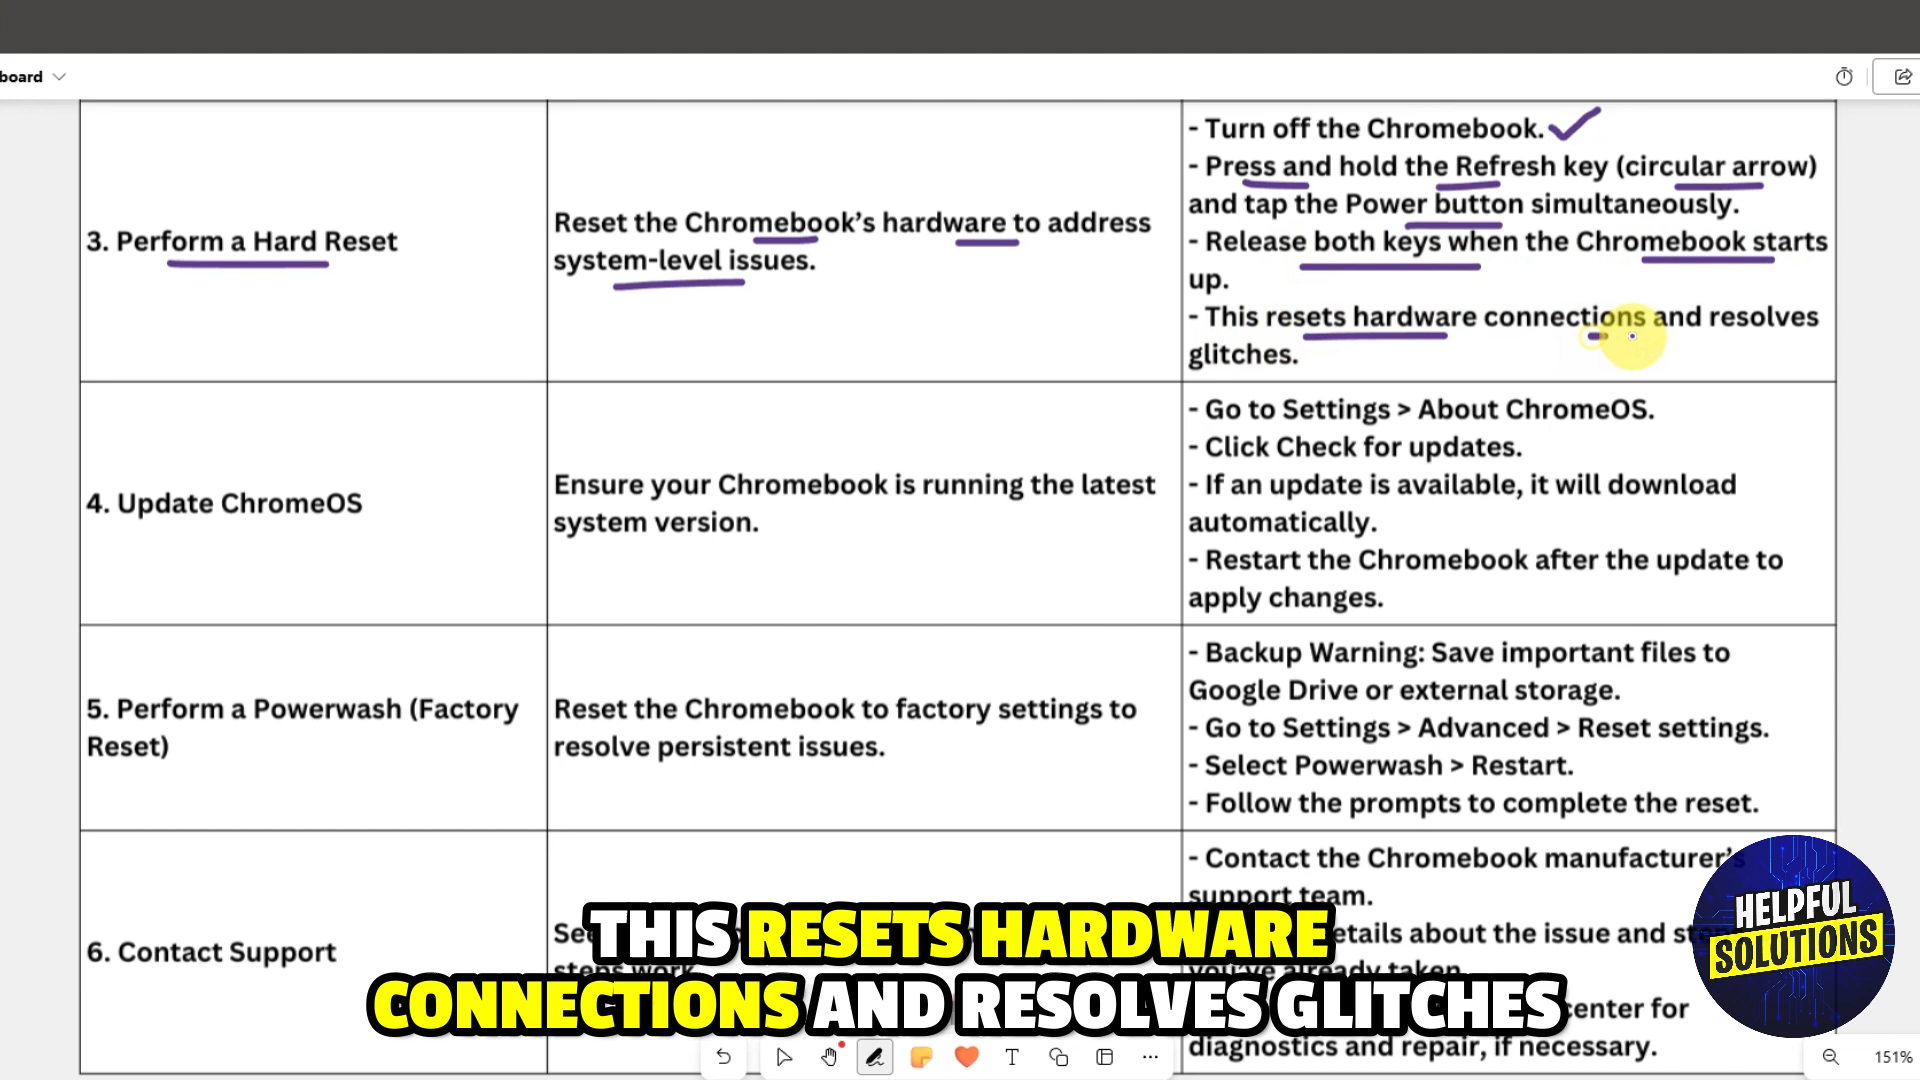 board
3. Perform a Hard Reset
Reset the Chromebook's hardware to address
system-level issues.
- Turn off the Chromebook.
- Press and hold the Refresh key (circular arrow)
and tap the Power button simultaneously.
- Release both keys when the Chromebook starts
up.
- This resets hardware connections and resolves
glitches.
4. Update ChromeOS
Ensure your Chromebook is running the latest
system version.
- Go to Settings > About ChromeOS.
- Click Check for updates.
- If an update is available, it will download
automatically.
- Restart the Chromebook after the update to
apply changes.
5. Perform a Powerwash (Factory
Reset)
Reset the Chromebook to factory settings to
resolve persistent issues.
- Backup Warning: Save important files to
Google Drive or external storage.
- Go to Settings > Advanced > Reset settings.
- Select Powerwash > Restart.
- Follow the prompts to complete the reset.
6. Contact Support
steps work.
- Contact the Chromebook manufacturer's
support team.
about the issue and
you've already taken.
center for
diagnostics and repair, if necessary.
THIS RESETS HARDWARE
CONNECTIONS AND RESOLVES GLITCHES
HELPFUL
SOLUTIONS
T
151%